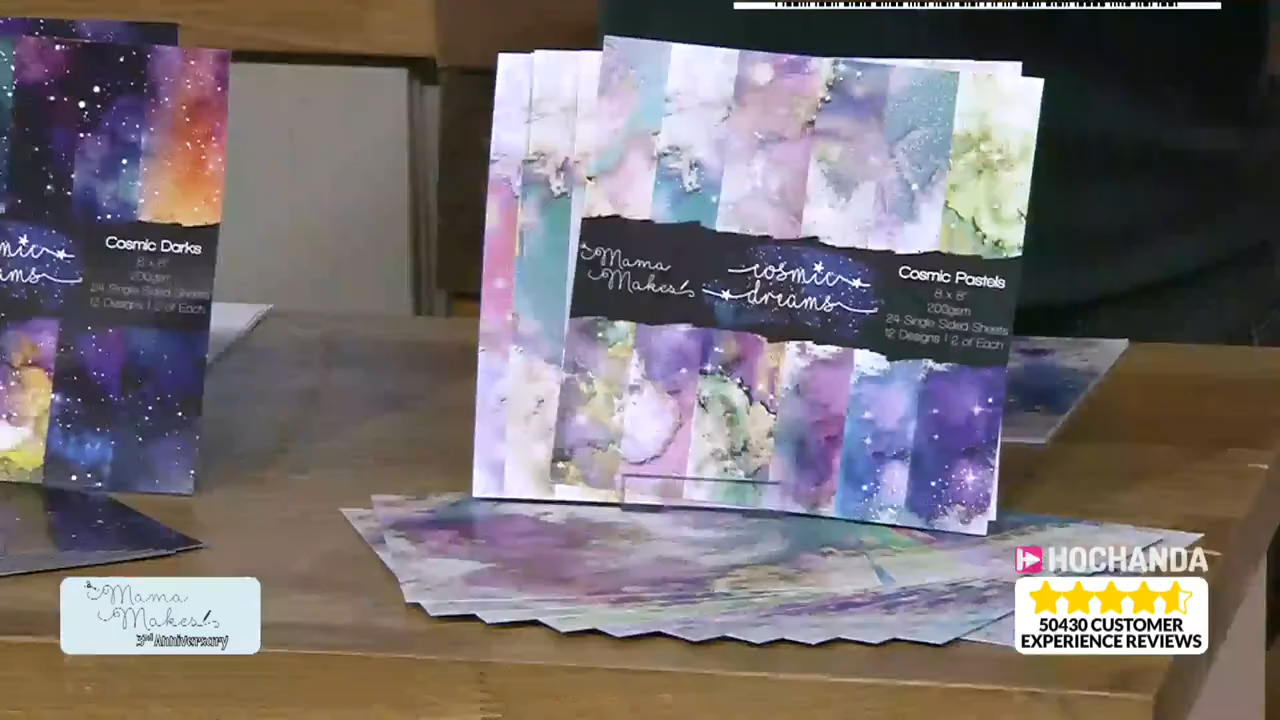 Cosmic Darks
8 x 8"
200gsm
24 Single Sided Sheets
12 Designs | 2 of Each
Mama
Makes
cosmic
dreams
Cosmic Pastels
8 x 8"
200gsm
24 Single Sided Sheets
12 Designs | 2 of Each
Mama
Makes
3rd Anniversary
HOCHANDA
50430 CUSTOMER
EXPERIENCE REVIEWS